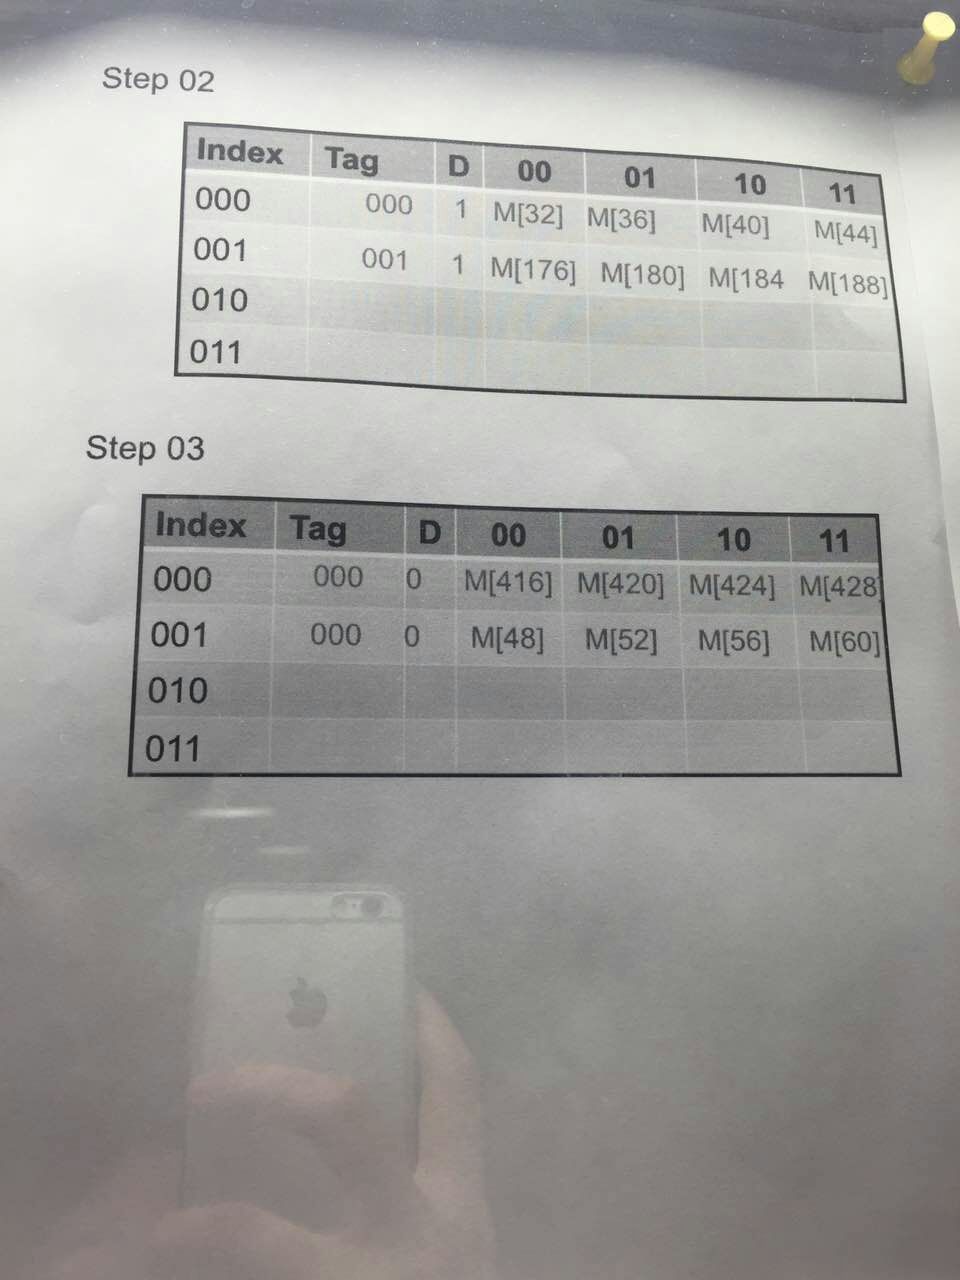 Step 02
Index Tag D 00 01 10 11
000 000 1 M[32] M[36] M[40] M[44]
001 001 1 M[176] M[180] M[184 M[188]
010
011
Step 03
Index Tag D 00 01 10 11
000 000 0 M[416] M[420] M[424] M[428]
001 000 0 M[48] M[52] M[56] M[60]
010
011